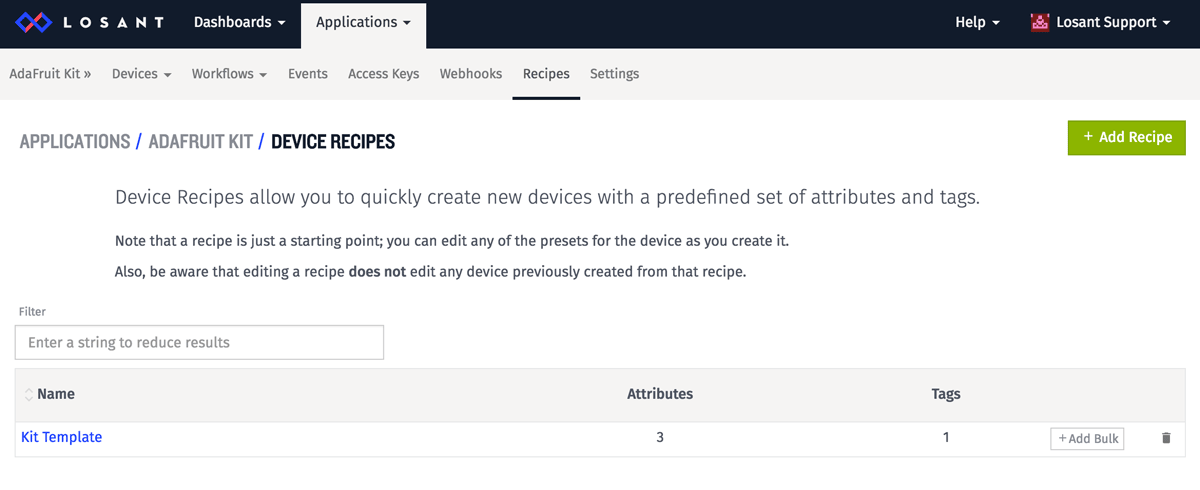 LOSANT Dashboards Applications Help Losant Support
AdaFruit Kit » Devices Workflows Events Access Keys Webhooks Recipes Settings
APPLICATIONS / ADAFRUIT KIT / DEVICE RECIPES + Add Recipe
Device Recipes allow you to quickly create new devices with a predefined set of attributes and tags.
Note that a recipe is just a starting point; you can edit any of the presets for the device as you create it.
Also, be aware that editing a recipe does not edit any device previously created from that recipe.
Filter
Enter a string to reduce results
Name Attributes Tags
Kit Template 3 1 + Add Bulk